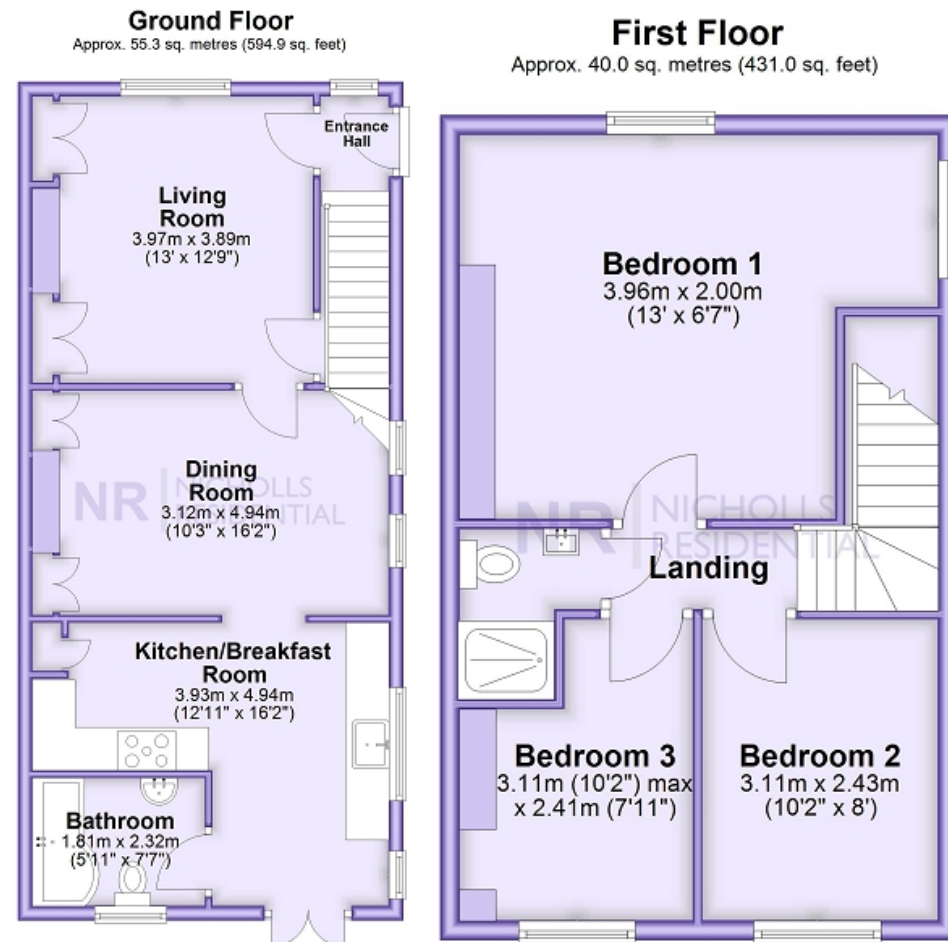 Ground Floor
Approx. 55.3 sq. metres (594.9 sq. feet)
Entrance
Hall
Living
Room
3.97m x 3.89m
(13' x 12'9")
Dining
Room
3.12m x 4.94m
(10'3" x 16'2")
NR NICHOLLS
RESIDENTIAL
Kitchen/Breakfast
Room
3.93m x 4.94m
(12'11" x 16'2")
Bathroom
1.81m x 2.32m
(5'11" x 7'7")
First Floor
Approx. 40.0 sq. metres (431.0 sq. feet)
Bedroom 1
3.96m x 2.00m
(13' x 6'7")
NR NICHOLLS
RESIDENTIAL
Landing
Bedroom 3
3.11m (10'2") max
x 2.41m (7'11")
Bedroom 2
3.11m x 2.43m
(10'2" x 8')